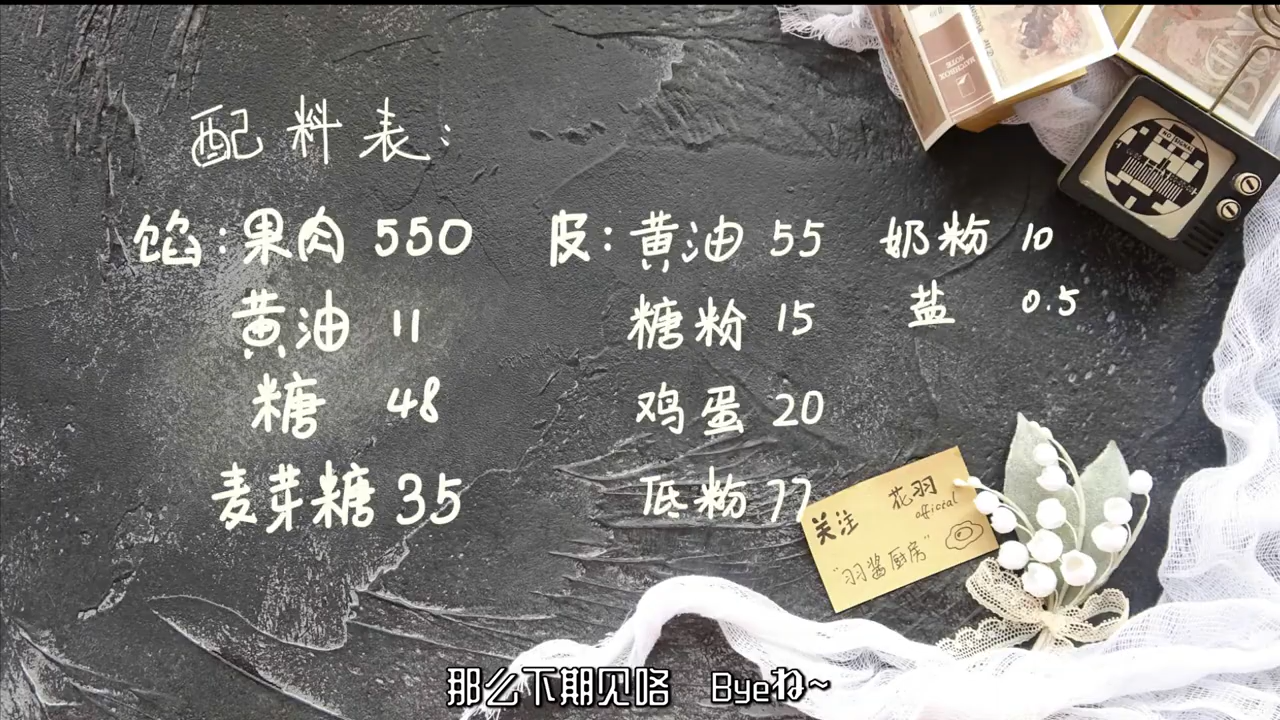 配料表:
馅:果肉 550
黄油 11
糖 48
麦芽糖 35
皮:黄油 55
糖粉 15
鸡蛋 20
低粉 77
奶粉 10
盐 0.5
关注 花羽
official
“羽酱厨房”
NO SIGNAL
那么下期见咯 Byeね~